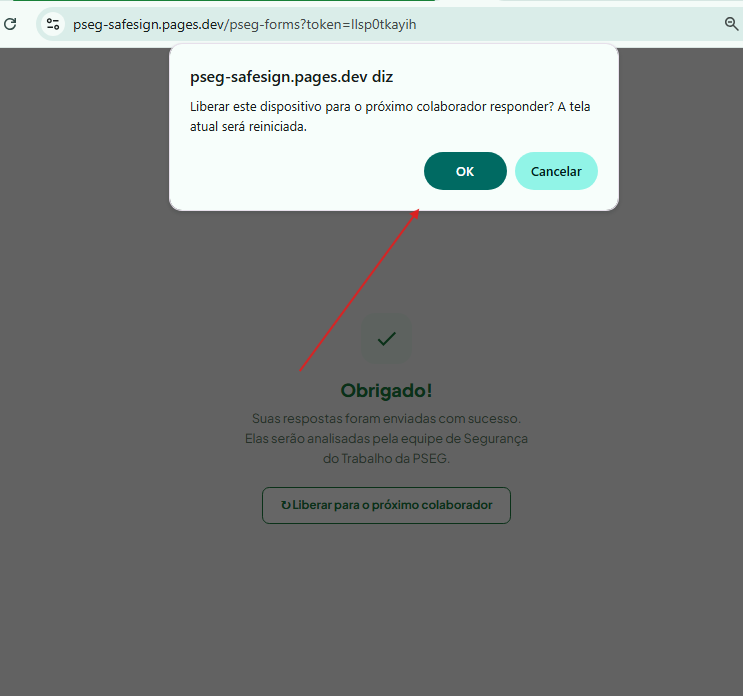 pseg-safesign.pages.dev/pseg-forms?token=llsp0tkayih
pseg-safesign.pages.dev diz
Liberar este dispositivo para o próximo colaborador responder? A tela
atual será reiniciada.
OK
Cancelar
Obrigado!
Suas respostas foram enviadas com sucesso.
Elas serão analisadas pela equipe de Segurança
do Trabalho da PSEG.
↻ Liberar para o próximo colaborador